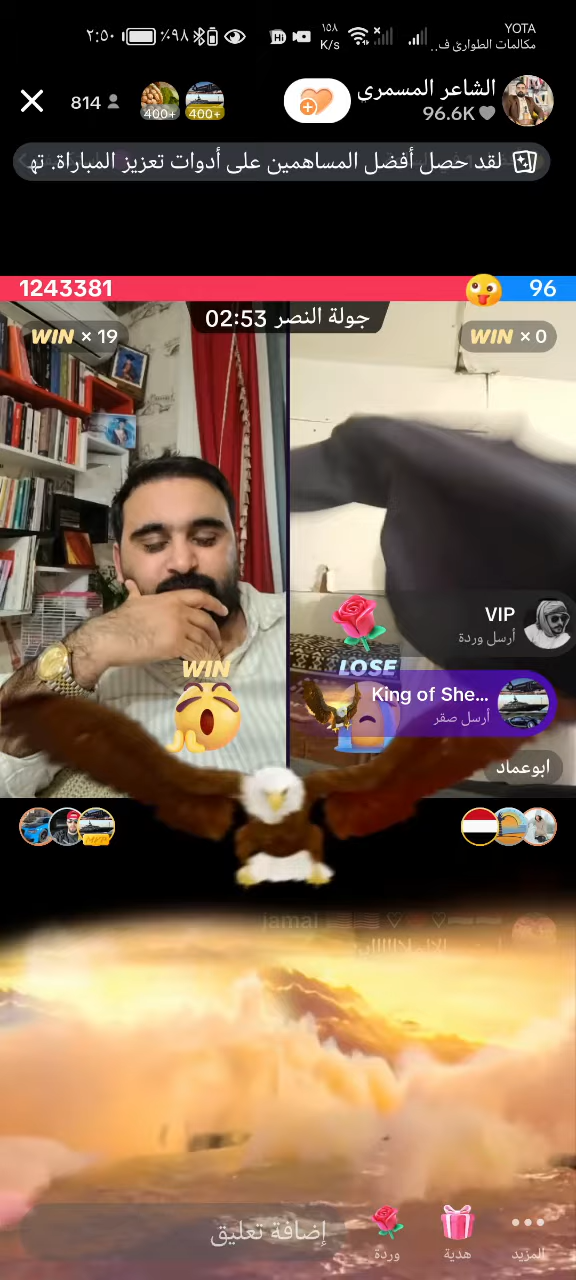 YOTA
مكالمات الطوارئ ف..
١٥٨
K/s
٪٩٨
٢:٥٠
الشاعر المسمري
96.6K
400+
400+
814
لقد حصل أفضل المساهمين على أدوات تعزيز المباراة. ته
1243381
96
جولة النصر 02:53
WIN × 19
WIN × 0
VIP
أرسل وردة
WIN
LOSE
King of She...
أرسل صقر
ابوعماد
jamal
إضافة تعليق
وردة
هدية
المزيد